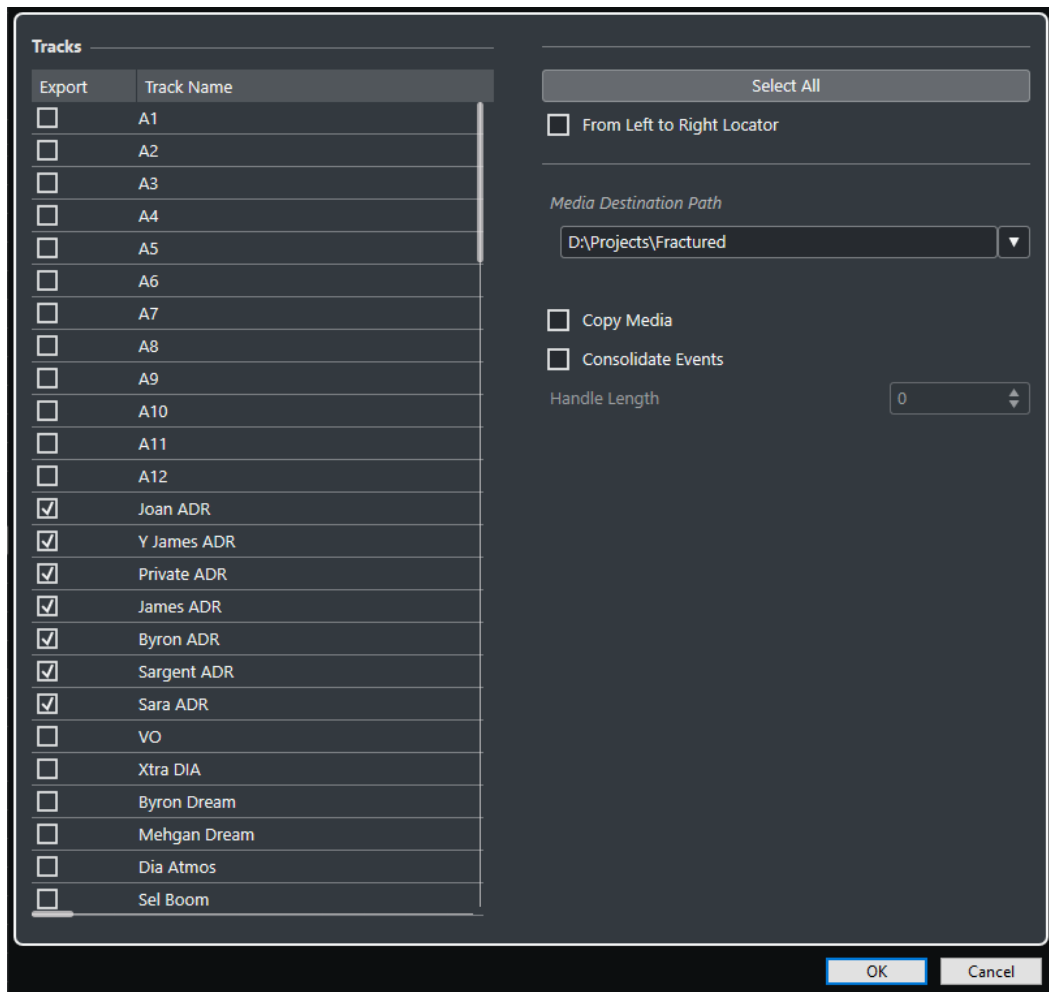 Tracks
Export Track Name
A1
A2
A3
A4
A5
A6
A7
A8
A9
A10
A11
A12
Joan ADR
Y James ADR
Private ADR
James ADR
Byron ADR
Sargent ADR
Sara ADR
VO
Xtra DIA
Byron Dream
Mehgan Dream
Dia Atmos
Sel Boom
Select All
From Left to Right Locator
Media Destination Path
D:\Projects\Fractured
Copy Media
Consolidate Events
Handle Length 0
OK Cancel